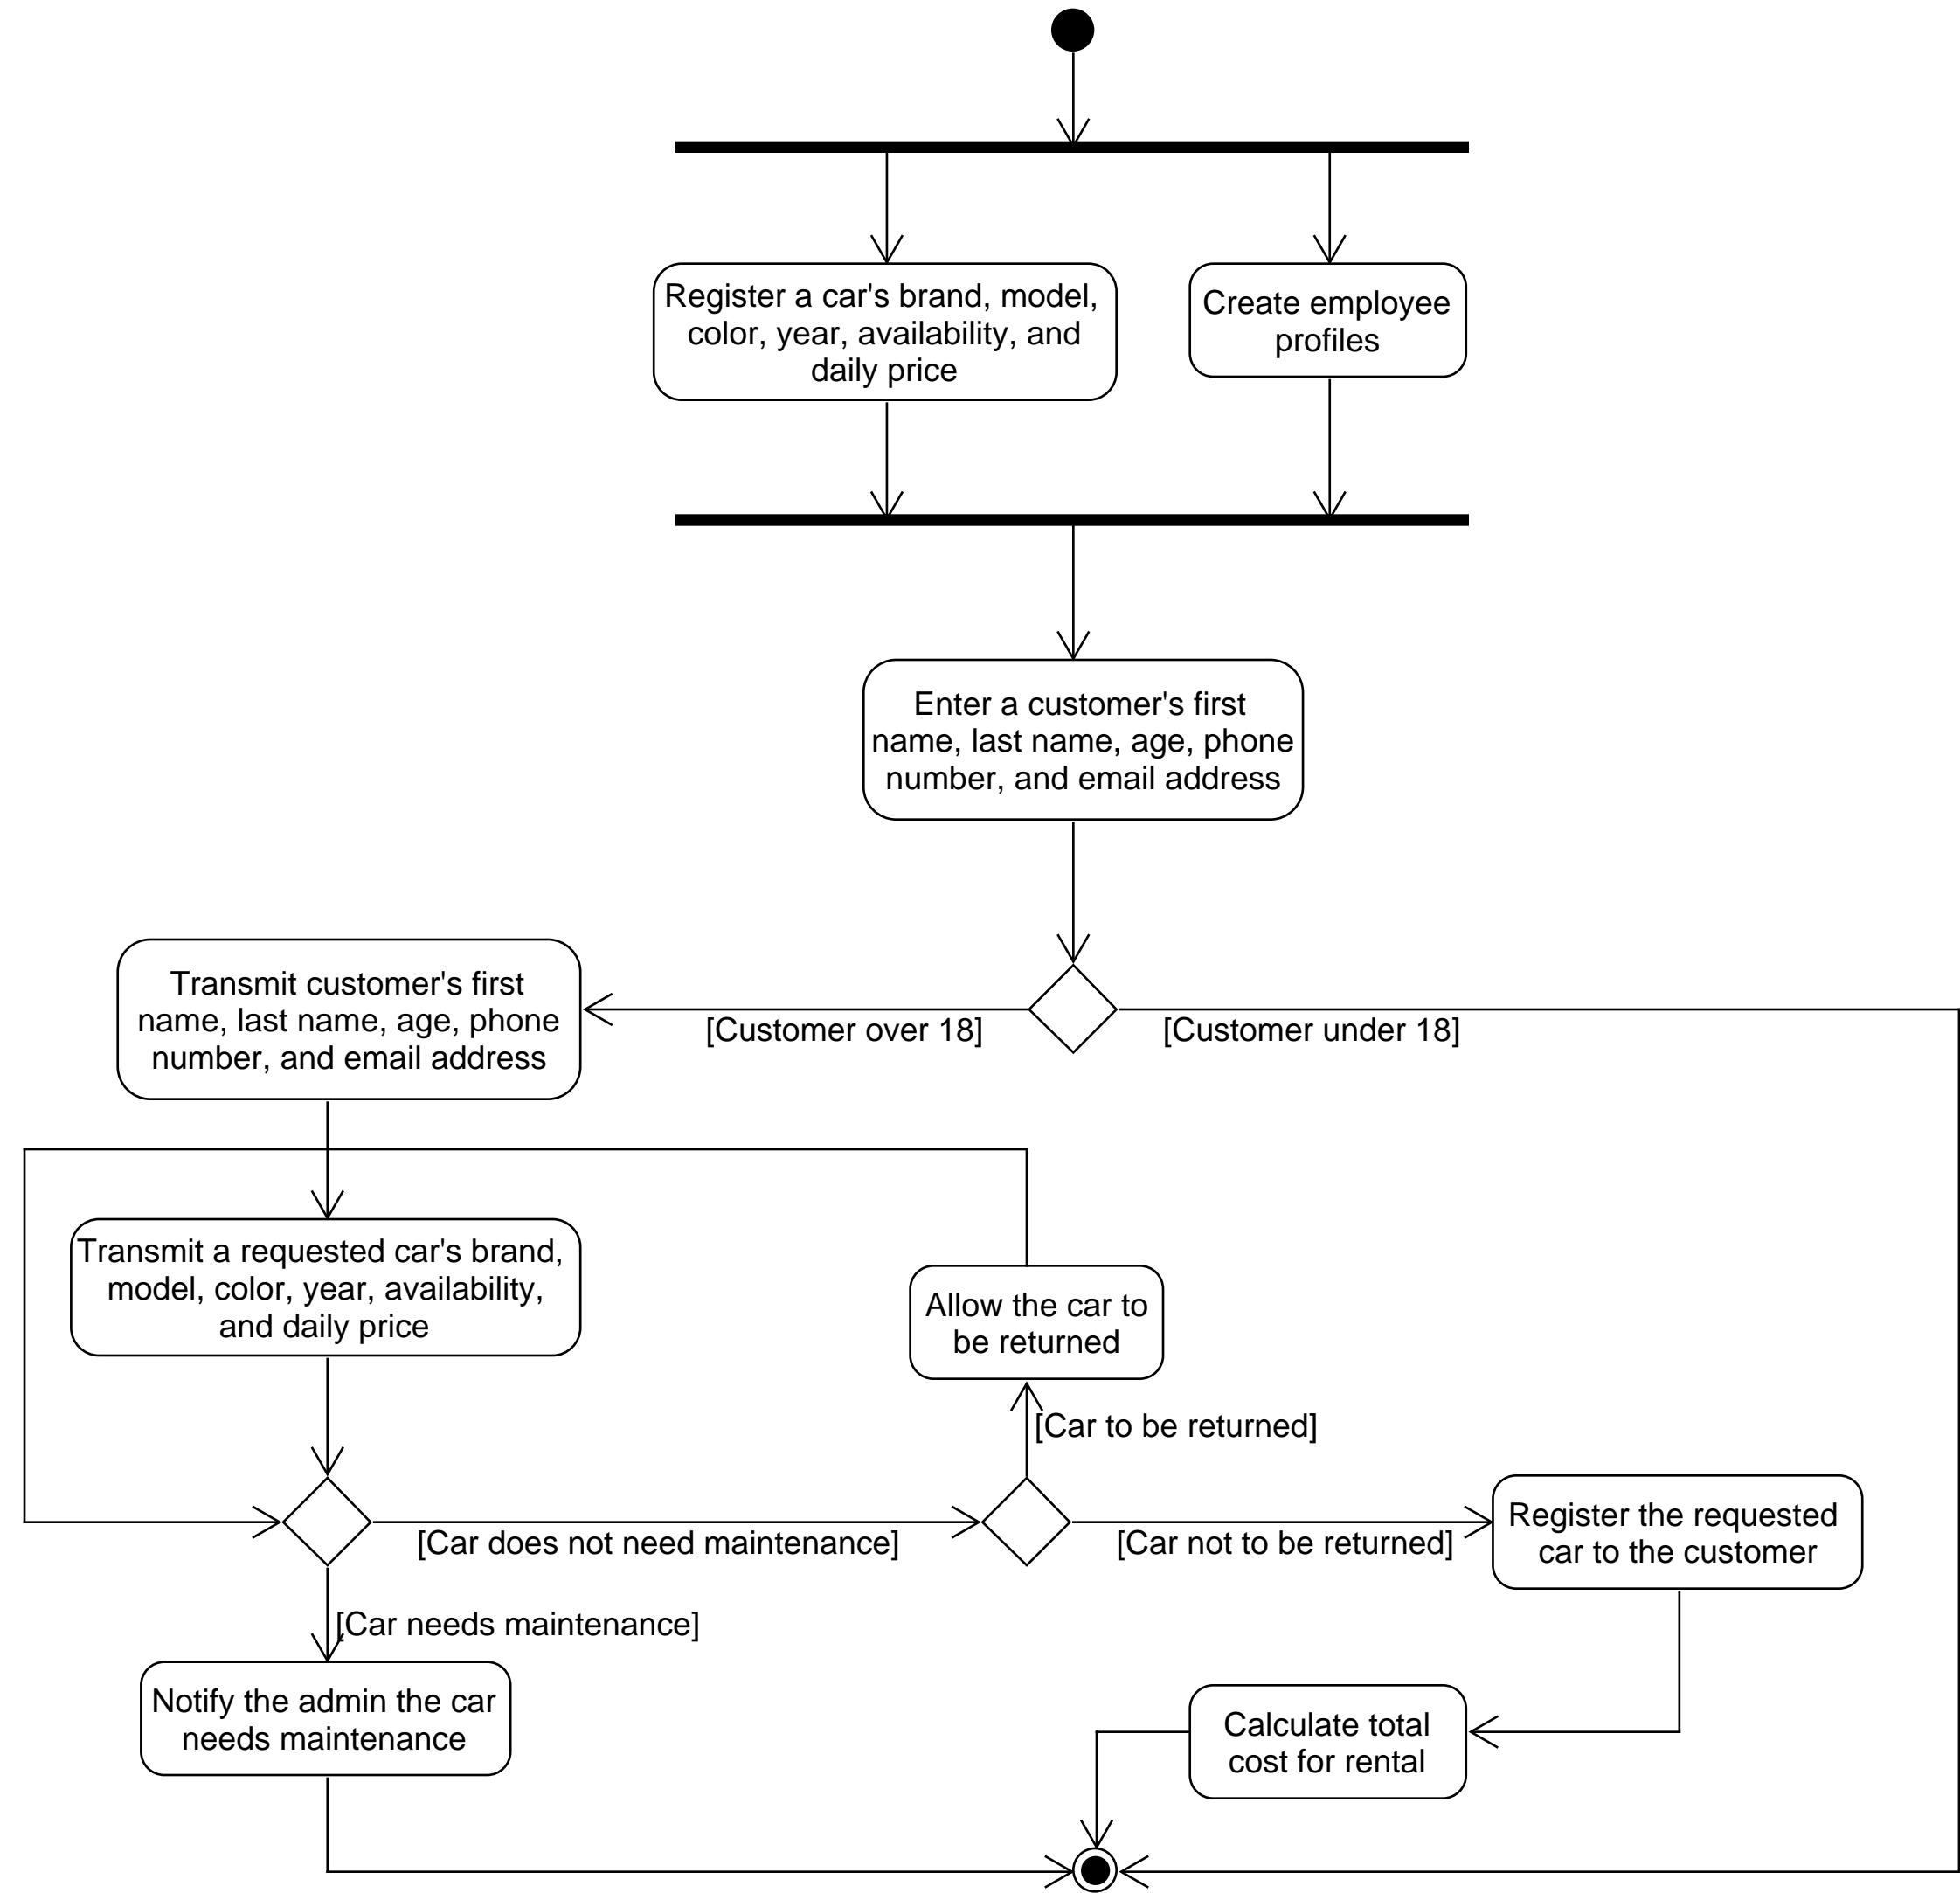 Register a car's brand, model,
color, year, availability, and
daily price
Create employee
profiles
Enter a customer's first
name, last name, age, phone
number, and email address
Transmit customer's first
name, last name, age, phone
number, and email address
[Customer over 18]
[Customer under 18]
Transmit a requested car's brand,
model, color, year, availability,
and daily price
Allow the car to
be returned
[Car to be returned]
[Car does not need maintenance]
[Car not to be returned]
Register the requested
car to the customer
[Car needs maintenance]
Notify the admin the car
needs maintenance
Calculate total
cost for rental